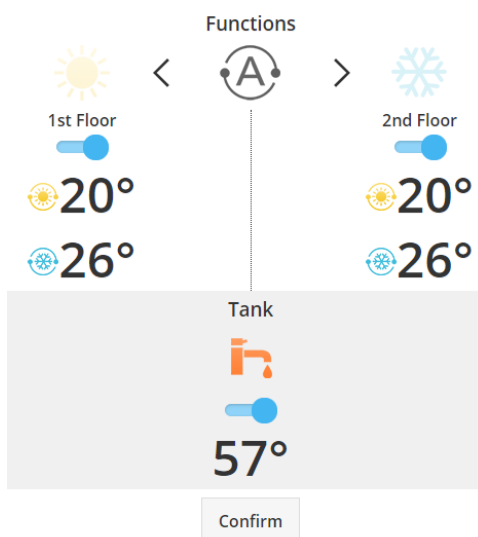 Functions
A
1st Floor
2nd Floor
20°
20°
26°
26°
Tank
57°
Confirm